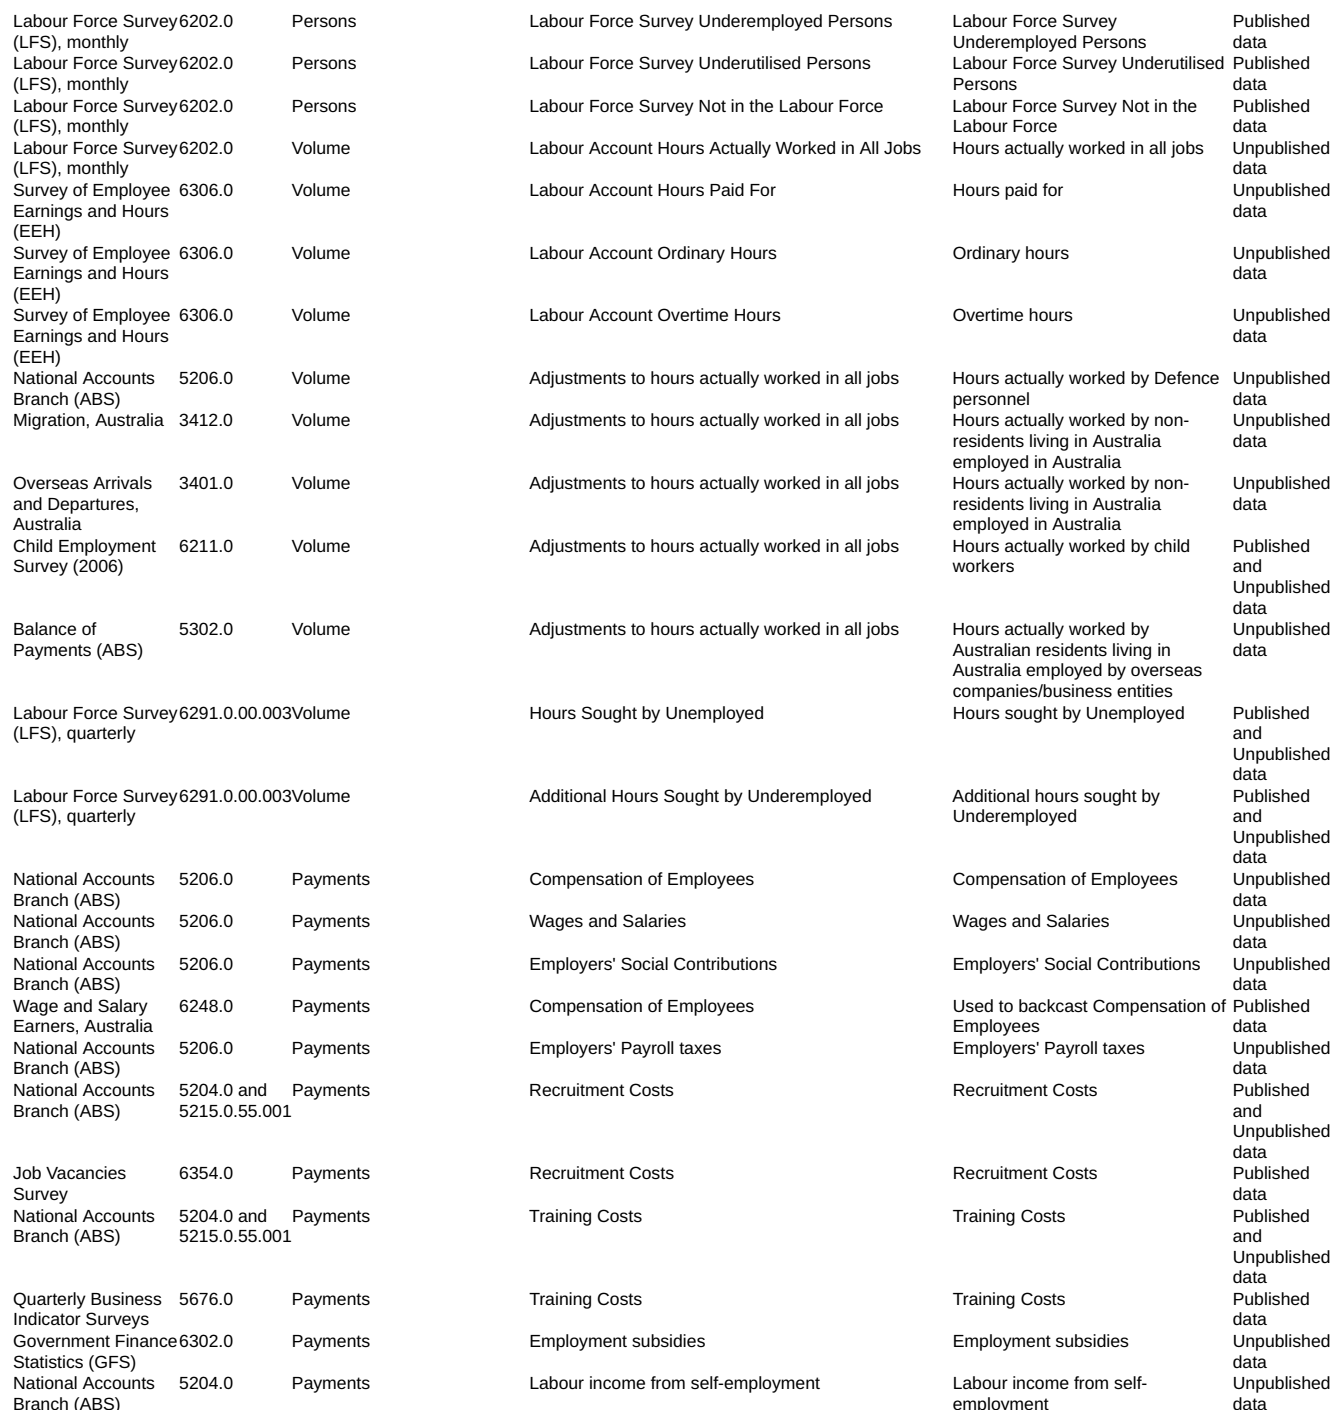 Labour Force Survey 6202.0 Persons Labour Force Survey Underemployed Persons Labour Force Survey Published
(LFS), monthly Underemployed Persons data
Labour Force Survey 6202.0 Persons Labour Force Survey Underutilised Persons Labour Force Survey Underutilised Published
(LFS), monthly Persons data
Labour Force Survey 6202.0 Persons Labour Force Survey Not in the Labour Force Labour Force Survey Not in the Published
(LFS), monthly Labour Force data
Labour Force Survey 6202.0 Volume Labour Account Hours Actually Worked in All Jobs Hours actually worked in all jobs Unpublished
(LFS), monthly data
Survey of Employee 6306.0 Volume Labour Account Hours Paid For Hours paid for Unpublished
Earnings and Hours data
(EEH)
Survey of Employee 6306.0 Volume Labour Account Ordinary Hours Ordinary hours Unpublished
Earnings and Hours data
(EEH)
Survey of Employee 6306.0 Volume Labour Account Overtime Hours Overtime hours Unpublished
Earnings and Hours data
(EEH)
National Accounts 5206.0 Volume Adjustments to hours actually worked in all jobs Hours actually worked by Defence Unpublished
Branch (ABS) personnel data
Migration, Australia 3412.0 Volume Adjustments to hours actually worked in all jobs Hours actually worked by non- Unpublished
residents living in Australia data
employed in Australia
Overseas Arrivals 3401.0 Volume Adjustments to hours actually worked in all jobs Hours actually worked by non- Unpublished
and Departures, residents living in Australia data
Australia employed in Australia
Child Employment 6211.0 Volume Adjustments to hours actually worked in all jobs Hours actually worked by child Published
Survey (2006) workers and
Unpublished
data
Balance of 5302.0 Volume Adjustments to hours actually worked in all jobs Hours actually worked by Unpublished
Payments (ABS) Australian residents living in data
Australia employed by overseas
companies/business entities
Labour Force Survey 6291.0.00.003 Volume Hours Sought by Unemployed Hours sought by Unemployed Published
(LFS), quarterly and
Unpublished
data
Labour Force Survey 6291.0.00.003 Volume Additional Hours Sought by Underemployed Additional hours sought by Published
(LFS), quarterly Underemployed and
Unpublished
data
National Accounts 5206.0 Payments Compensation of Employees Compensation of Employees Unpublished
Branch (ABS) data
National Accounts 5206.0 Payments Wages and Salaries Wages and Salaries Unpublished
Branch (ABS) data
National Accounts 5206.0 Payments Employers' Social Contributions Employers' Social Contributions Unpublished
Branch (ABS) data
Wage and Salary 6248.0 Payments Compensation of Employees Used to backcast Compensation of Published
Earners, Australia Employees data
National Accounts 5206.0 Payments Employers' Payroll taxes Employers' Payroll taxes Unpublished
Branch (ABS) data
National Accounts 5204.0 and Payments Recruitment Costs Recruitment Costs Published
Branch (ABS) 5215.0.55.001 and
Unpublished
data
Job Vacancies 6354.0 Payments Recruitment Costs Recruitment Costs Published
Survey data
National Accounts 5204.0 and Payments Training Costs Training Costs Published
Branch (ABS) 5215.0.55.001 and
Unpublished
data
Quarterly Business 5676.0 Payments Training Costs Training Costs Published
Indicator Surveys data
Government Finance 6302.0 Payments Employment subsidies Employment subsidies Unpublished
Statistics (GFS) data
National Accounts 5204.0 Payments Labour income from self-employment Labour income from self- Unpublished
Branch (ABS) employment data